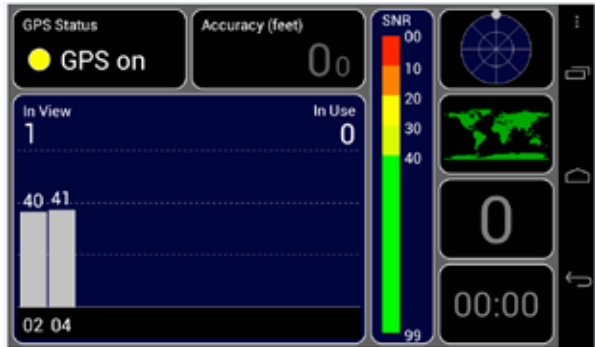 GPS Status
GPS on
Accuracy (feet)
0 0
In View
1
In Use
0
40 41
02 04
SNR
00
10
20
30
40
99
0
00:00